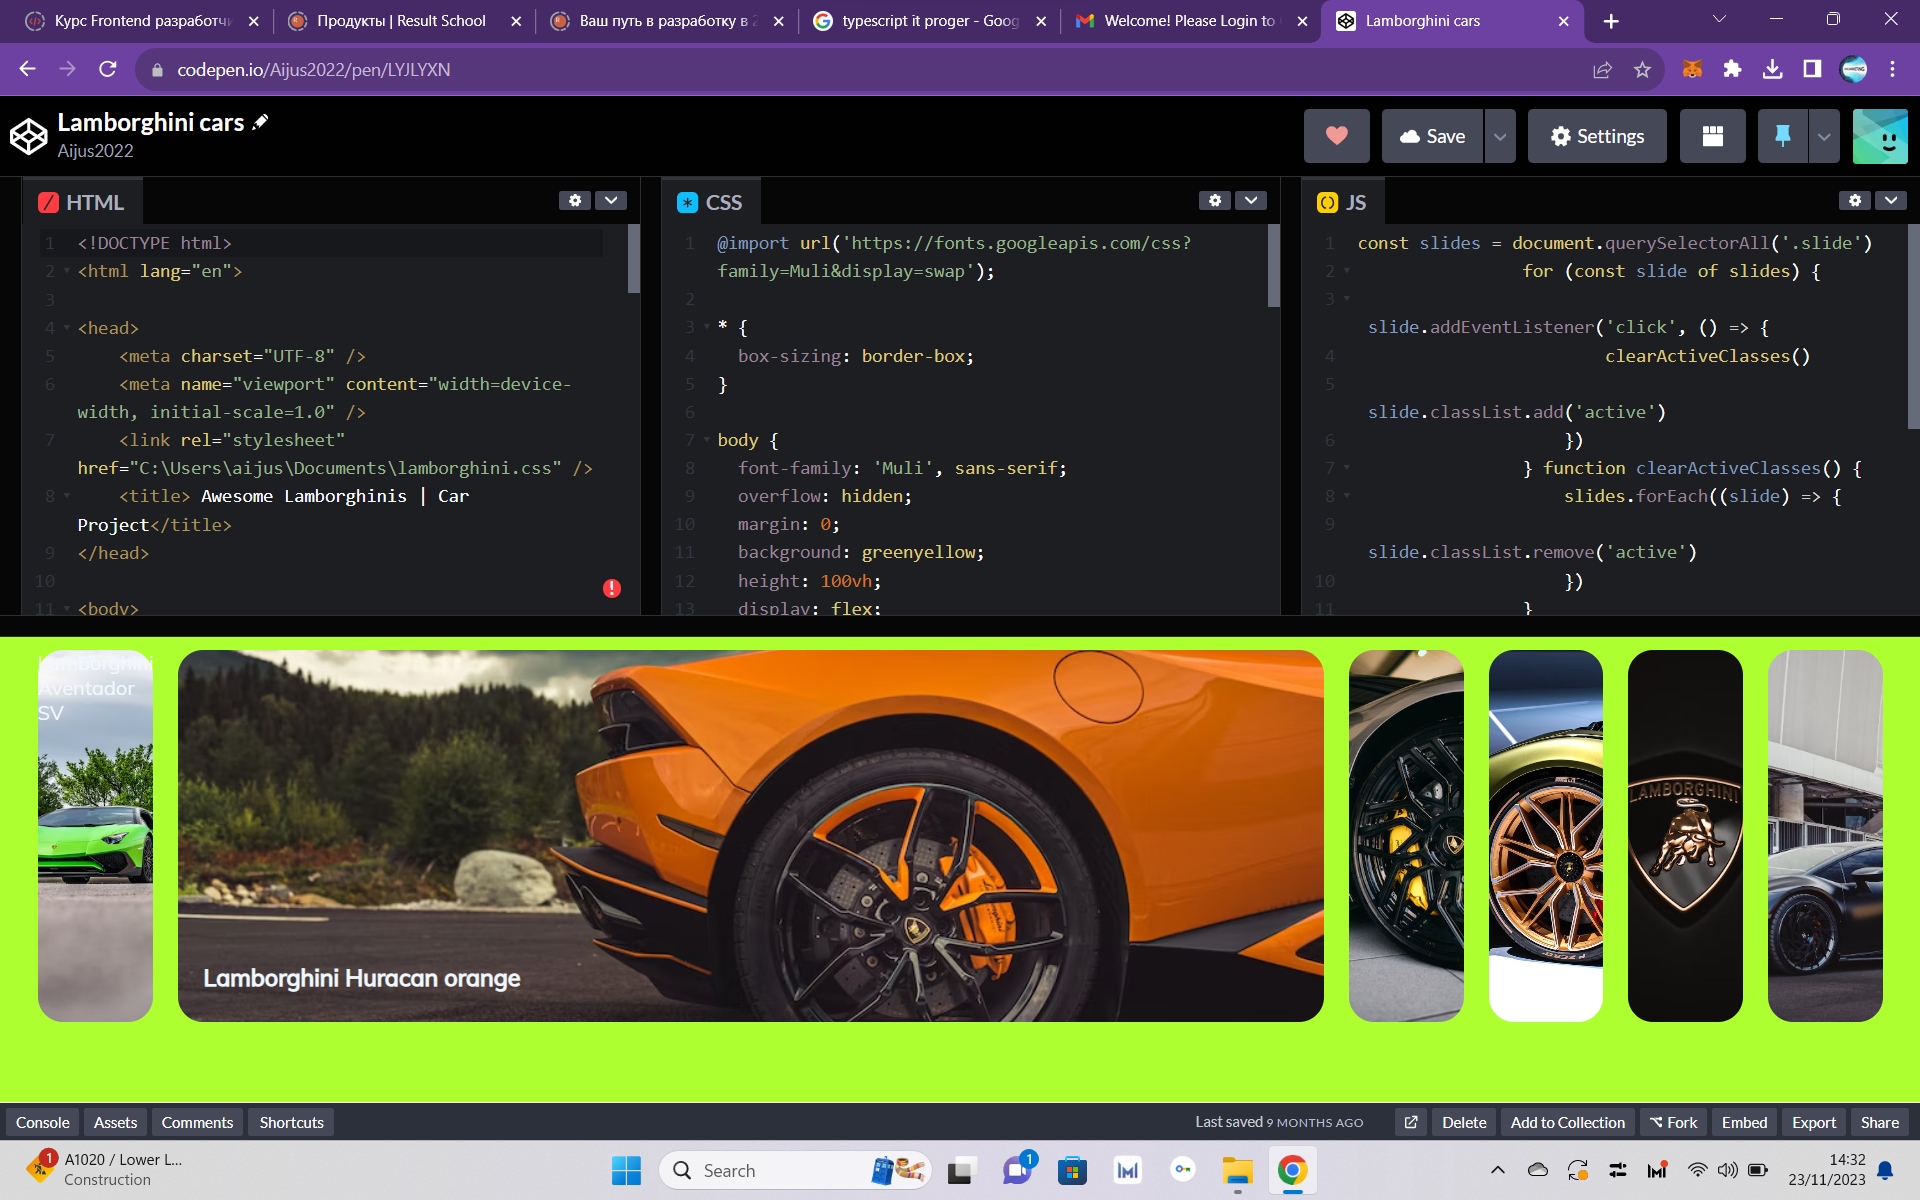 Курс Frontend разработчи
Продукты | Result School
Ваш путь в разработку в 2
typescript it proger - Goog
Welcome! Please Login to
Lamborghini cars
codepen.io/Aijus2022/pen/LYJLYXN
Lamborghini cars
Aijus2022
Save
Settings
HTML
1 <!DOCTYPE html>
2 <html lang="en">
3
4 <head>
5 <meta charset="UTF-8" />
6 <meta name="viewport" content="width=device-
width, initial-scale=1.0" />
7 <link rel="stylesheet"
href="C:\Users\aijus\Documents\lamborghini.css" />
8 <title> Awesome Lamborghinis | Car
Project</title>
9 </head>
10
11 <body>
CSS
1 @import url('https://fonts.googleapis.com/css?
family=Muli&display=swap');
2
3 * {
4 box-sizing: border-box;
5 }
6
7 body {
8 font-family: 'Muli', sans-serif;
9 overflow: hidden;
10 margin: 0;
11 background: greenyellow;
12 height: 100vh;
13 display: flex;
JS
1 const slides = document.querySelectorAll('.slide')
2 for (const slide of slides) {
3
slide.addEventListener('click', () => {
4 clearActiveClasses()
5
slide.classList.add('active')
6 })
7 } function clearActiveClasses() {
8 slides.forEach((slide) => {
9
slide.classList.remove('active')
10 })
11 }
Lamborghini
Aventador
SV
Lamborghini Huracan orange
LAMBORGHINI
Console
Assets
Comments
Shortcuts
Last saved 9 MONTHS AGO
Delete
Add to Collection
Fork
Embed
Export
Share
1
A1020 / Lower L...
Construction
Search
1
14:32
23/11/2023